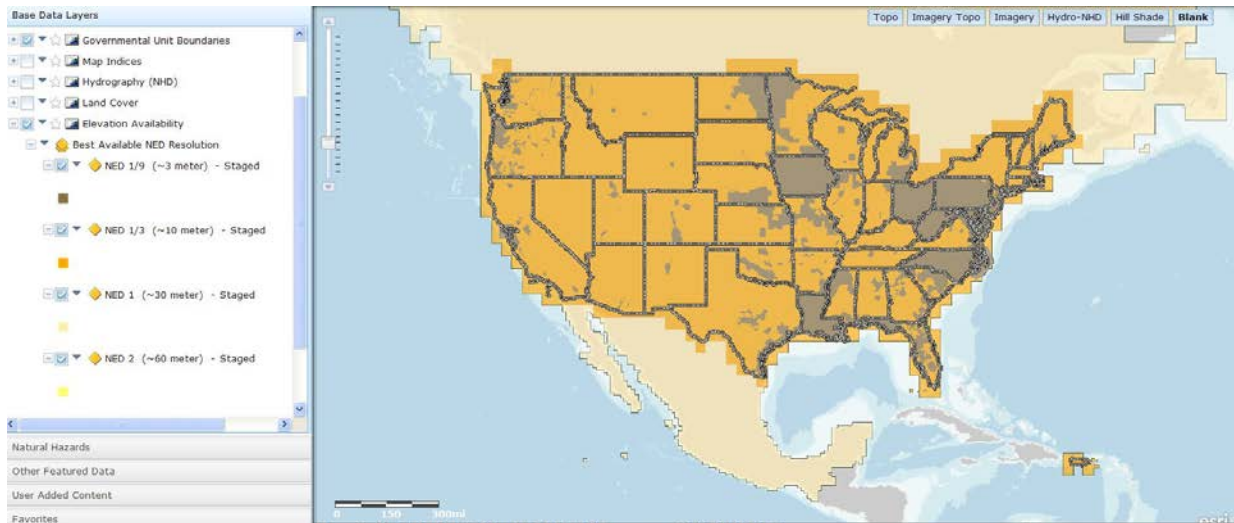 Base Data Layers
Governmental Unit Boundaries
Map Indices
Hydrography (NHD)
Land Cover
Elevation Availability
Best Available NED Resolution
NED 1/9 (~3 meter) - Staged
NED 1/3 (~10 meter) - Staged
NED 1 (~30 meter) - Staged
NED 2 (~60 meter) - Staged
Natural Hazards
Other Featured Data
User Added Content
Favorites
Topo Imagery Topo Imagery Hydro-NHD Hill Shade Blank
0 150 300mi
esri